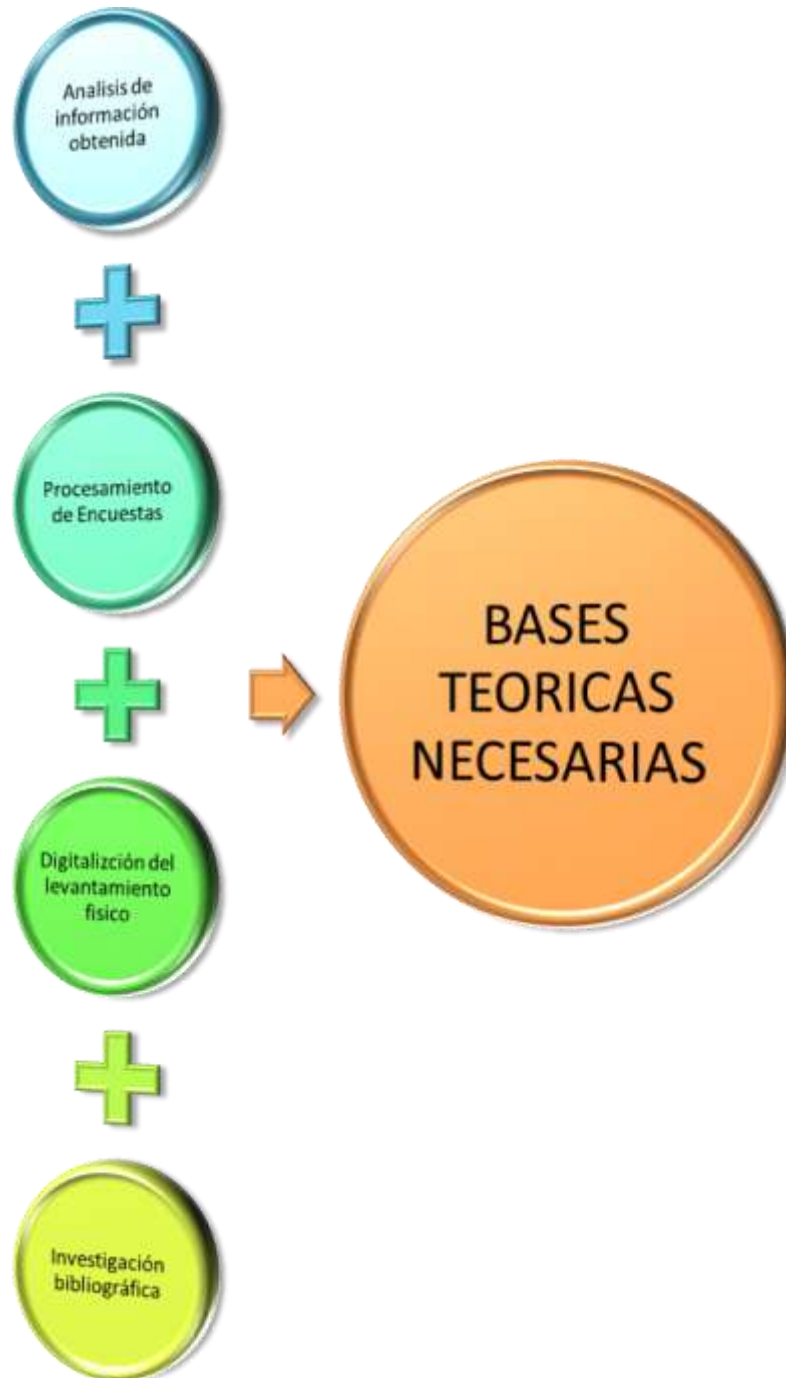 Analisis de
información
obtenida
Procesamiento
de Encuestas
Digitalizción del
levantamiento
fisico
Investigación
bibliográfica
BASES
TEORICAS
NECESARIAS